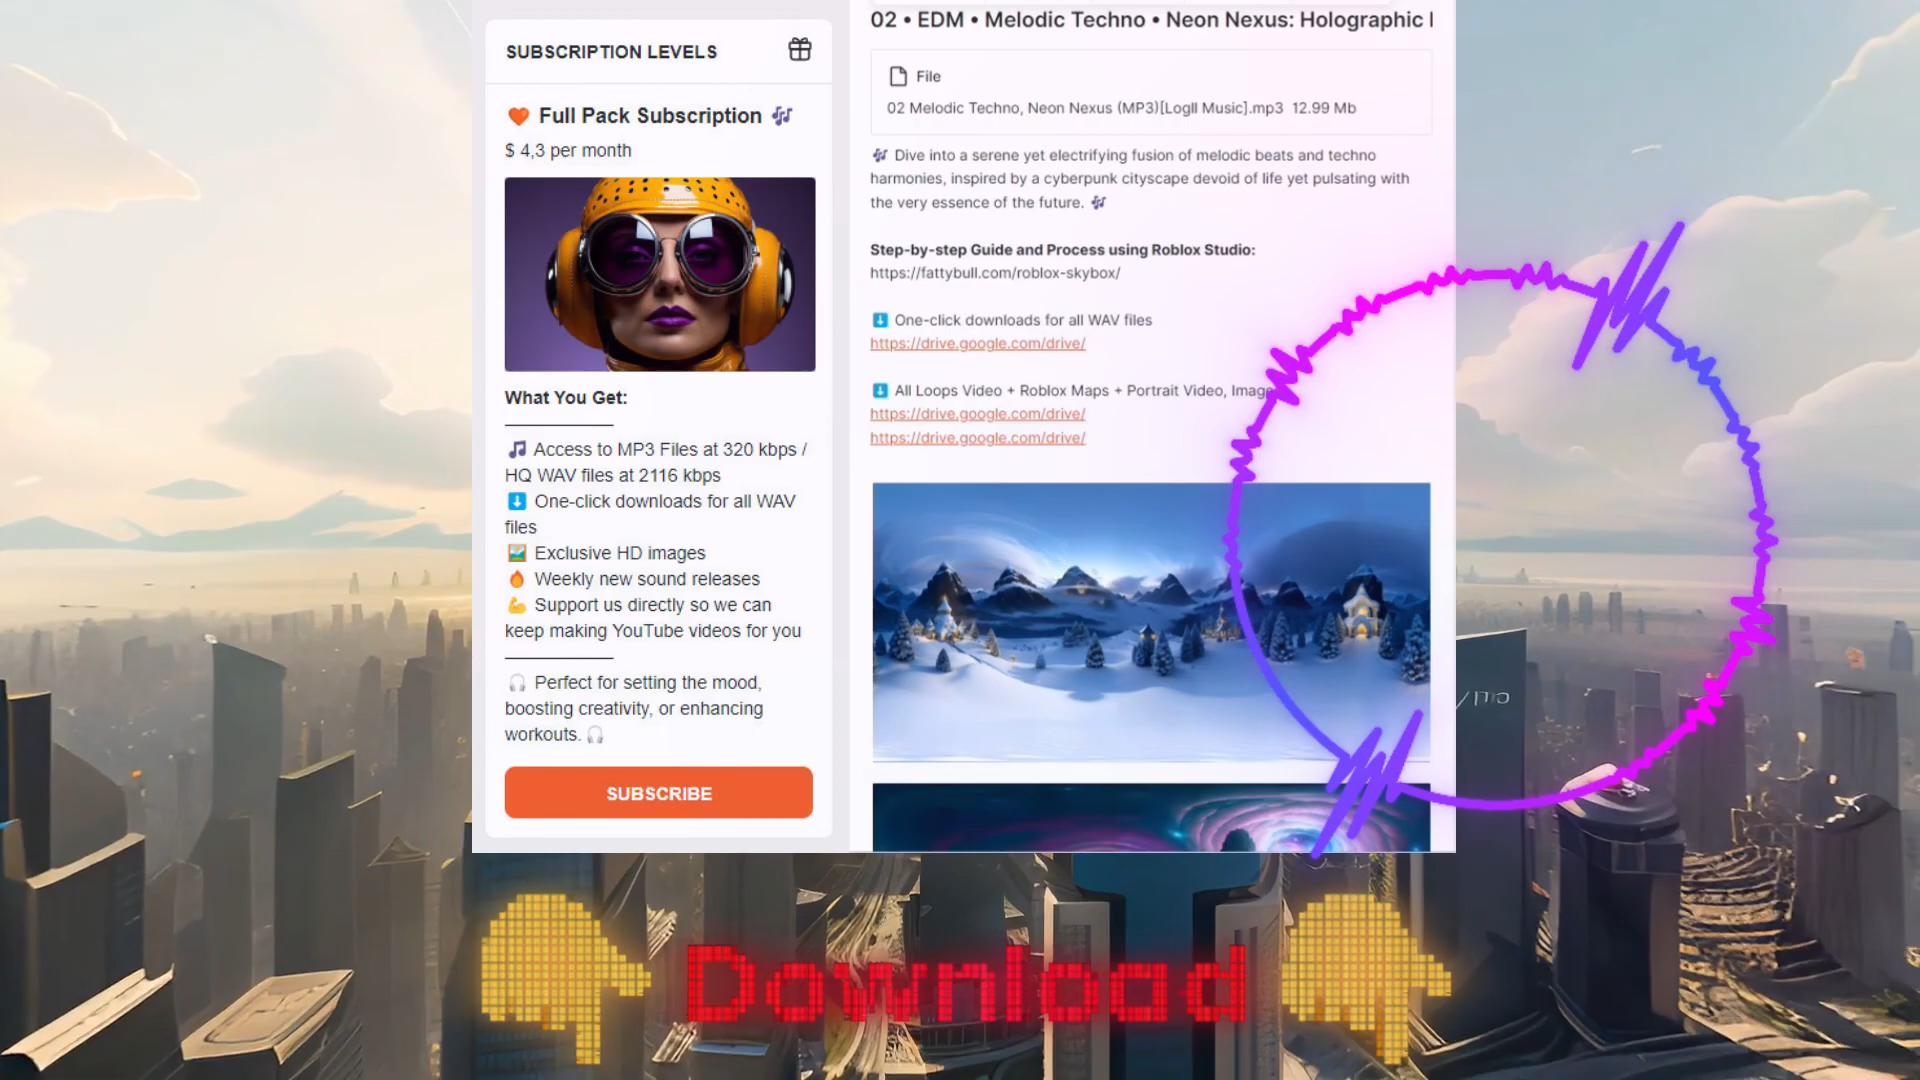 SUBSCRIPTION LEVELS
🧡 Full Pack Subscription 🎶
$ 4,3 per month
What You Get:
🎵 Access to MP3 Files at 320 kbps /
HQ WAV files at 2116 kbps
⬇️ One-click downloads for all WAV
files
🖼️ Exclusive HD images
🔥 Weekly new sound releases
💪 Support us directly so we can
keep making YouTube videos for you
🎧 Perfect for setting the mood,
boosting creativity, or enhancing
workouts. 🎧
SUBSCRIBE
02 • EDM • Melodic Techno • Neon Nexus: Holographic
File
02 Melodic Techno, Neon Nexus (MP3)[LogII Music].mp3 12.99 Mb
🎶 Dive into a serene yet electrifying fusion of melodic beats and techno
harmonies, inspired by a cyberpunk cityscape devoid of life yet pulsating with
the very essence of the future. 🎶
Step-by-step Guide and Process using Roblox Studio:
https://fattybull.com/roblox-skybox/
⬇️ One-click downloads for all WAV files
https://drive.google.com/drive/
⬇️ All Loops Video + Roblox Maps + Portrait Video, Image
https://drive.google.com/drive/
https://drive.google.com/drive/
Download